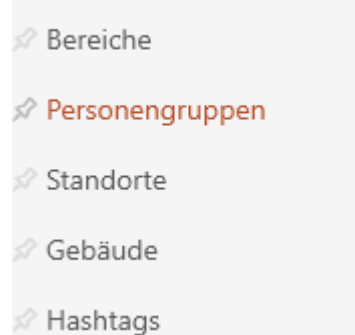 Bereiche
Personengruppen
Standorte
Gebäude
Hashtags